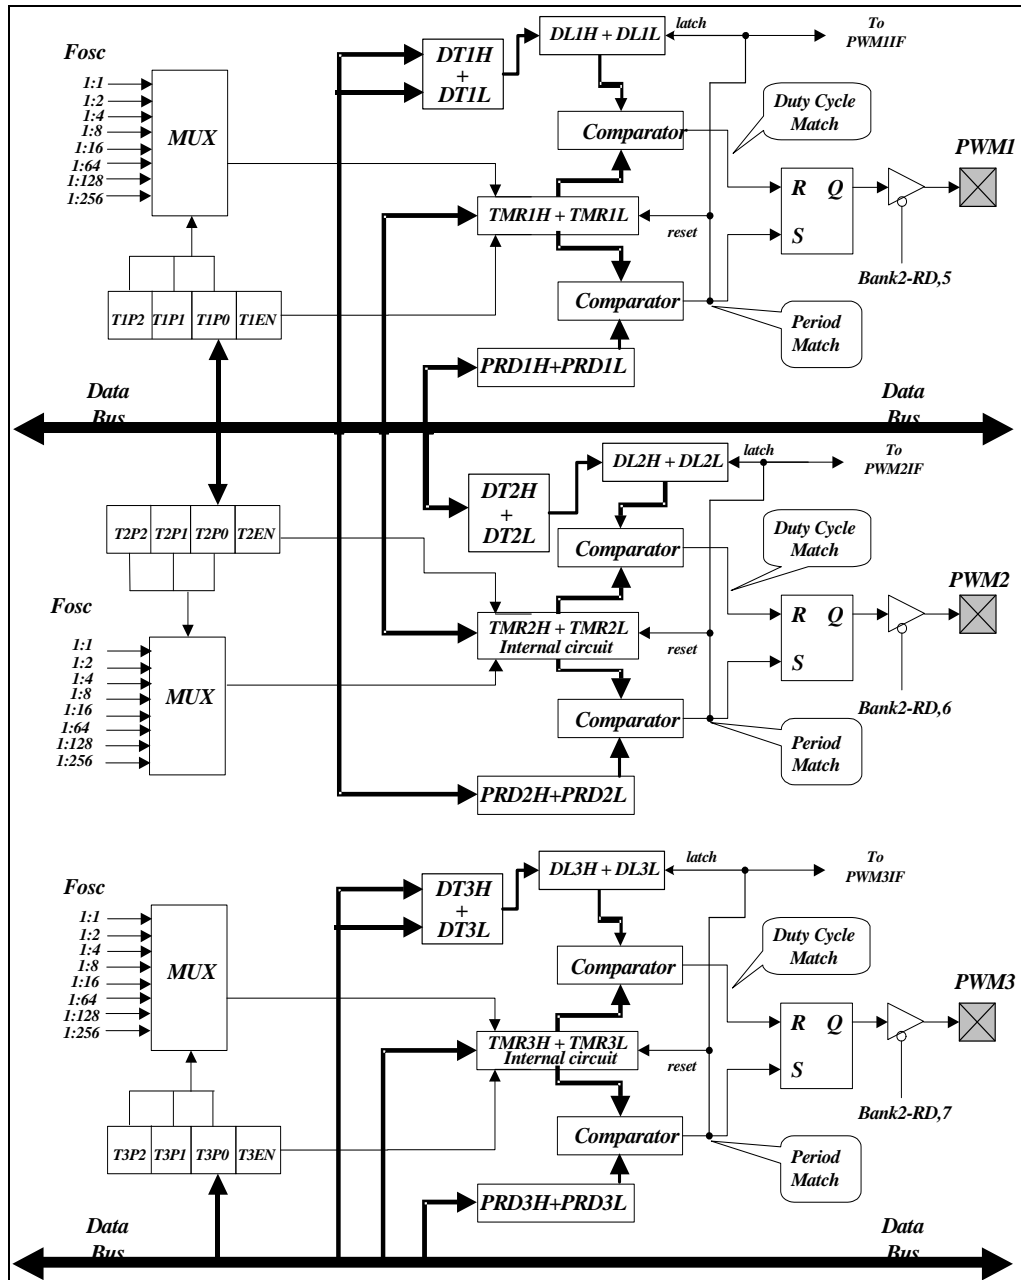 DL1H + DL1L
latch
To
PWM1IF
Fosc
DT1H
+
DT1L
1:1
1:2
1:4
1:8
1:16
1:64
1:128
1:256
MUX
Comparator
Duty Cycle
Match
PWM1
R Q
S
TMR1H + TMR1L
reset
Bank2-RD,5
T1P2 T1P1 T1P0 T1EN
Comparator
Period
Match
PRD1H+PRD1L
Data
Bus
Data
Bus
DL2H + DL2L
latch
To
PWM2IF
DT2H
+
DT2L
T2P2 T2P1 T2P0 T2EN
Comparator
Duty Cycle
Match
PWM2
R Q
S
Fosc
1:1
1:2
1:4
1:8
1:16
1:64
1:128
1:256
MUX
TMR2H + TMR2L
Internal circuit
reset
Bank2-RD,6
Comparator
Period
Match
PRD2H+PRD2L
DL3H + DL3L
latch
To
PWM3IF
Fosc
DT3H
+
DT3L
1:1
1:2
1:4
1:8
1:16
1:64
1:128
1:256
MUX
Comparator
Duty Cycle
Match
PWM3
R Q
S
TMR3H + TMR3L
Internal circuit
reset
Bank2-RD,7
T3P2 T3P1 T3P0 T3EN
Comparator
Period
Match
PRD3H+PRD3L
Data
Bus
Data
Bus